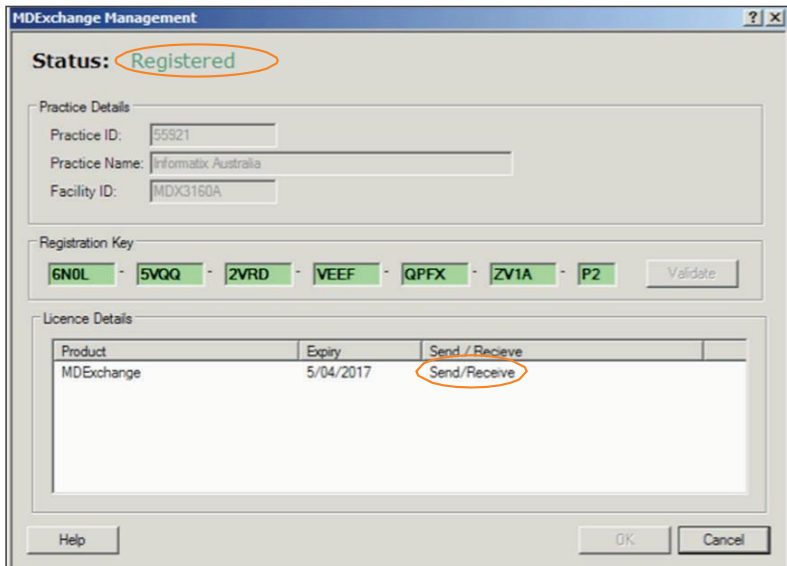 MDExchange Management
Status: Registered
Practice Details
Practice ID: 55921
Practice Name: Informatix Australia
Facility ID: MDX3160A
Registration Key
6N0L - 5VQQ - 2VRD - VEEF - QPFX - ZV1A - P2 Validate
Licence Details
Product Expiry Send / Recieve
MDExchange 5/04/2017 Send/Receive
Help OK Cancel